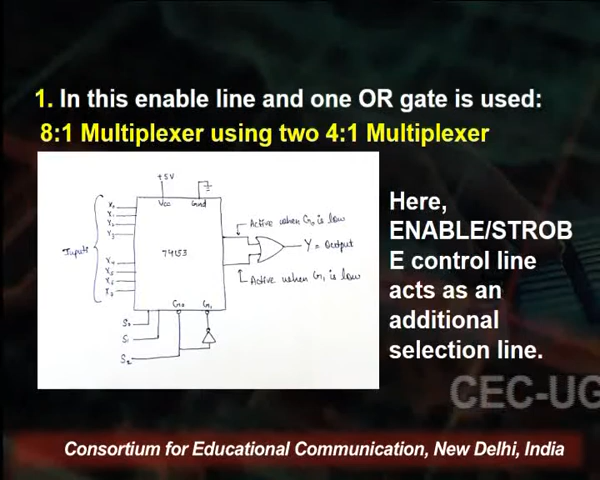 1. In this enable line and one OR gate is used:
8:1 Multiplexer using two 4:1 Multiplexer
+5V
Vcc Gnd
Inputs
74153
Active when G0 is low
Y = Output
Active when G1 is low
G0 G1
S0
S1
S2
Here,
ENABLE/STROB
E control line
acts as an
additional
selection line.
CEC-UG
Consortium for Educational Communication, New Delhi, India